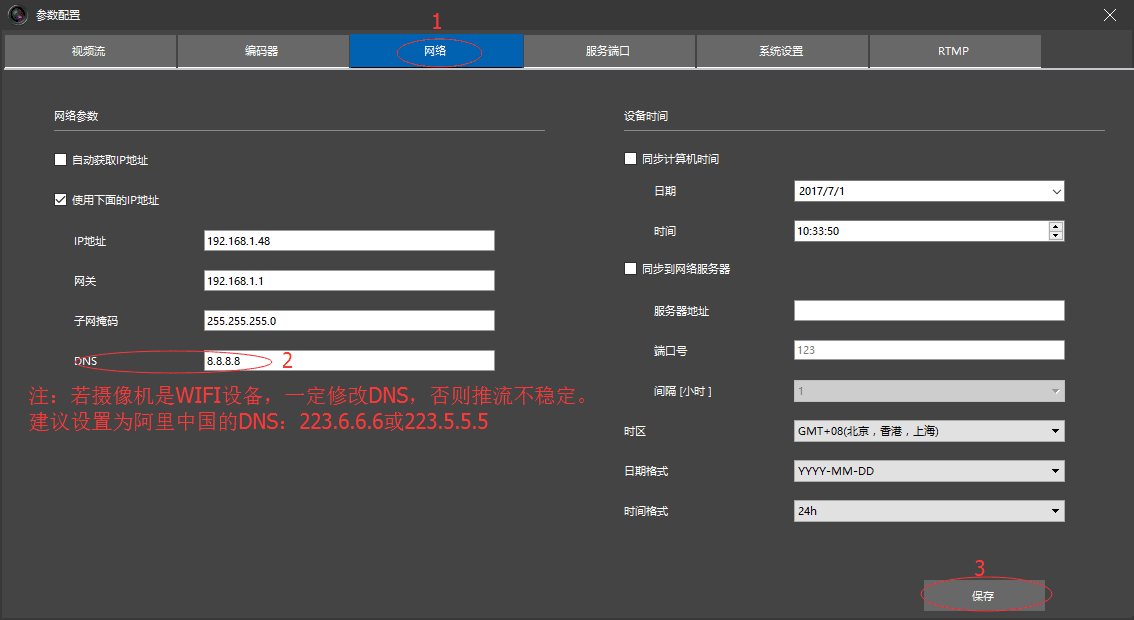 参数配置
1
视频流 编码器 网络 服务端口 系统设置 RTMP
网络参数
自动获取IP地址
使用下面的IP地址
IP地址 192.168.1.48
网关 192.168.1.1
子网掩码 255.255.255.0
DNS 8.8.8.8 2
注：若摄像机是WIFI设备，一定修改DNS，否则推流不稳定。
建议设置为阿里中国的DNS：223.6.6.6或223.5.5.5
设备时间
同步计算机时间
日期 2017/7/1
时间 10:33:50
同步到网络服务器
服务器地址
端口号 123
间隔 [小时 ] 1
时区 GMT+08(北京，香港，上海)
日期格式 YYYY-MM-DD
时间格式 24h
3
保存